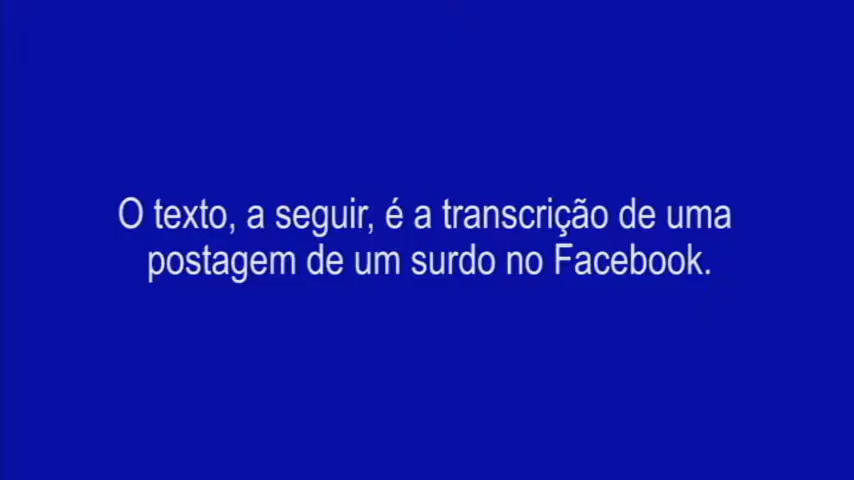 O texto, a seguir, é a transcrição de uma
postagem de um surdo no Facebook.